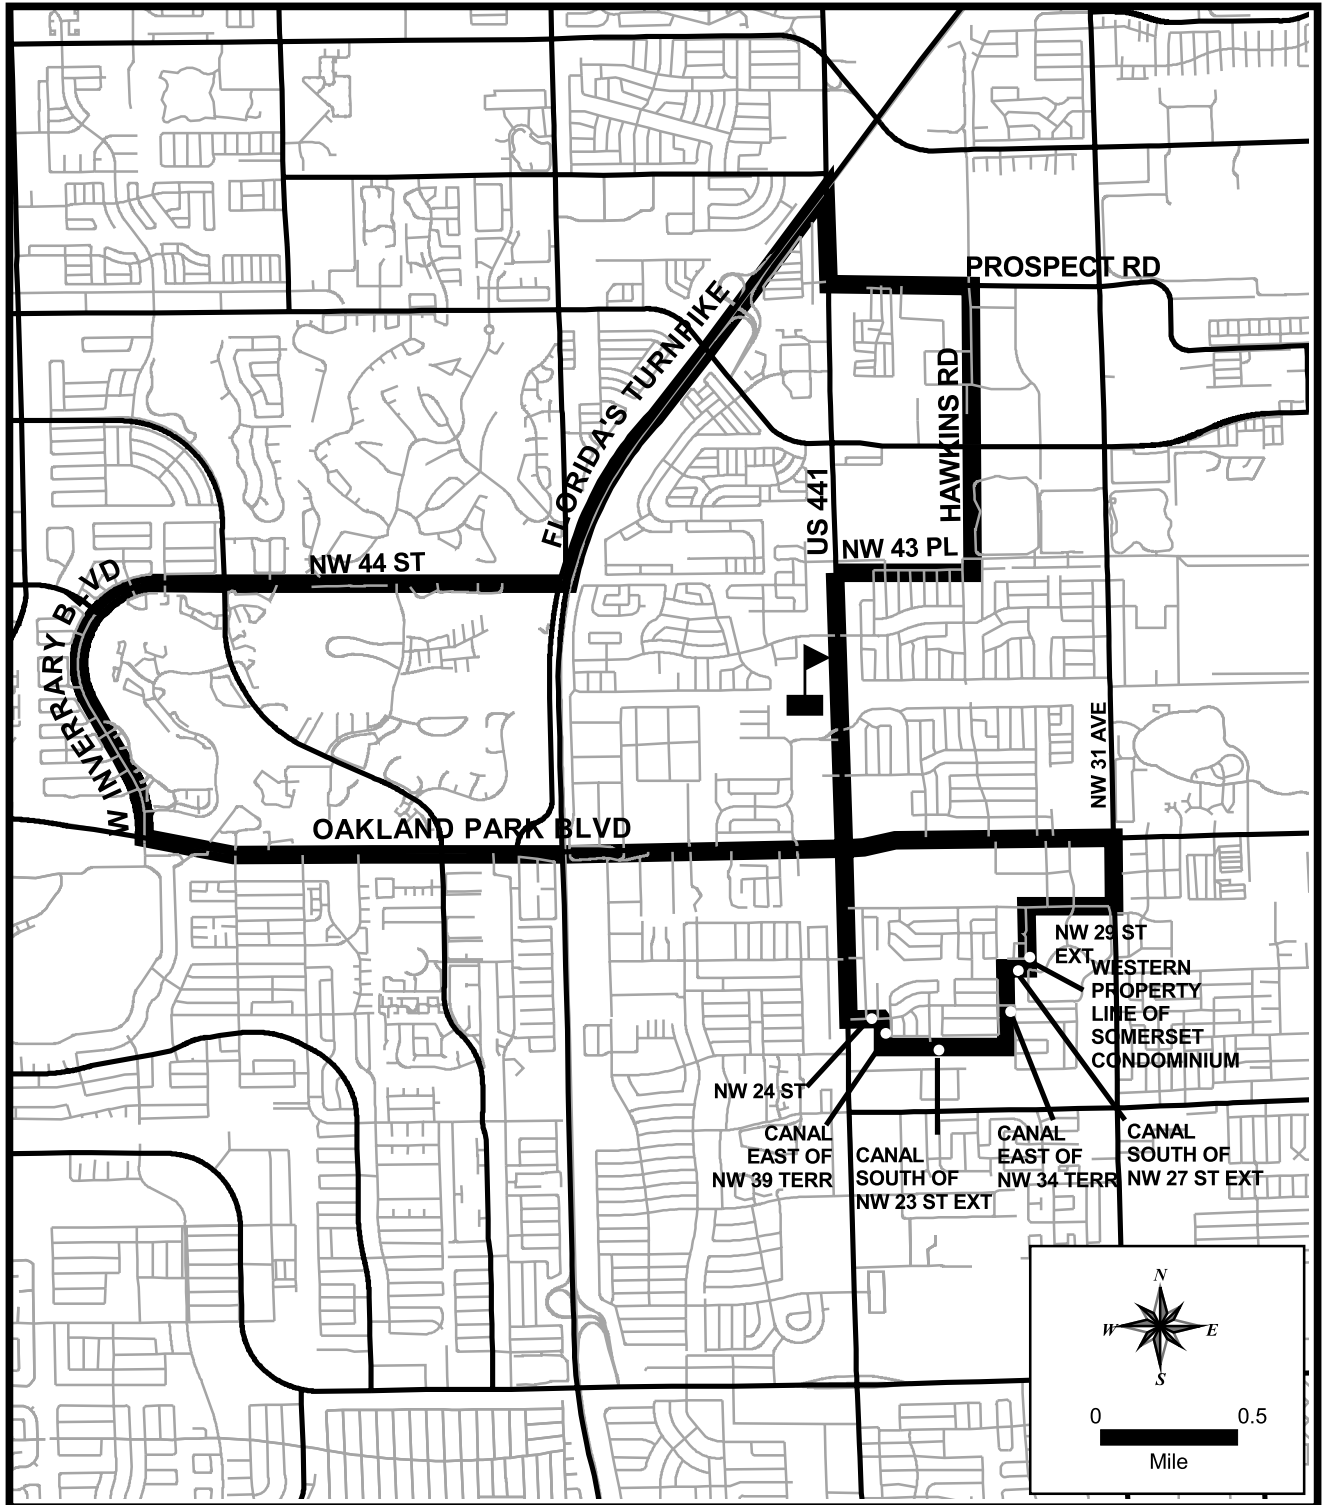 PROSPECT RD
FLORIDA'S TURNPIKE
HAWKINS RD
US 441
NW 43 PL
NW 44 ST
W INVERRARY BLVD
NW 31 AVE
OAKLAND PARK BLVD
NW 29 ST
EXT
WESTERN
PROPERTY
LINE OF
SOMERSET
CONDOMINIUM
NW 24 ST
CANAL
EAST OF
NW 39 TERR
CANAL
SOUTH OF
NW 23 ST EXT
CANAL
EAST OF
NW 34 TERR
CANAL
SOUTH OF
NW 27 ST EXT
N
W E
S
0 0.5
Mile